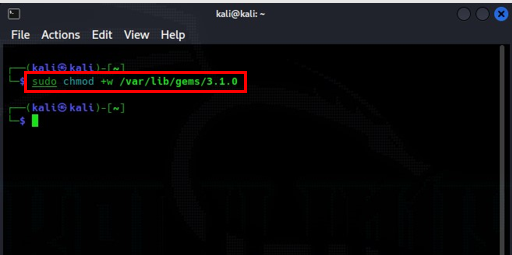 kali@kali: ~
File Actions Edit View Help
┌──(kali㉿kali)-[~]
└─$ sudo chmod +w /var/lib/gems/3.1.0
┌──(kali㉿kali)-[~]
└─$